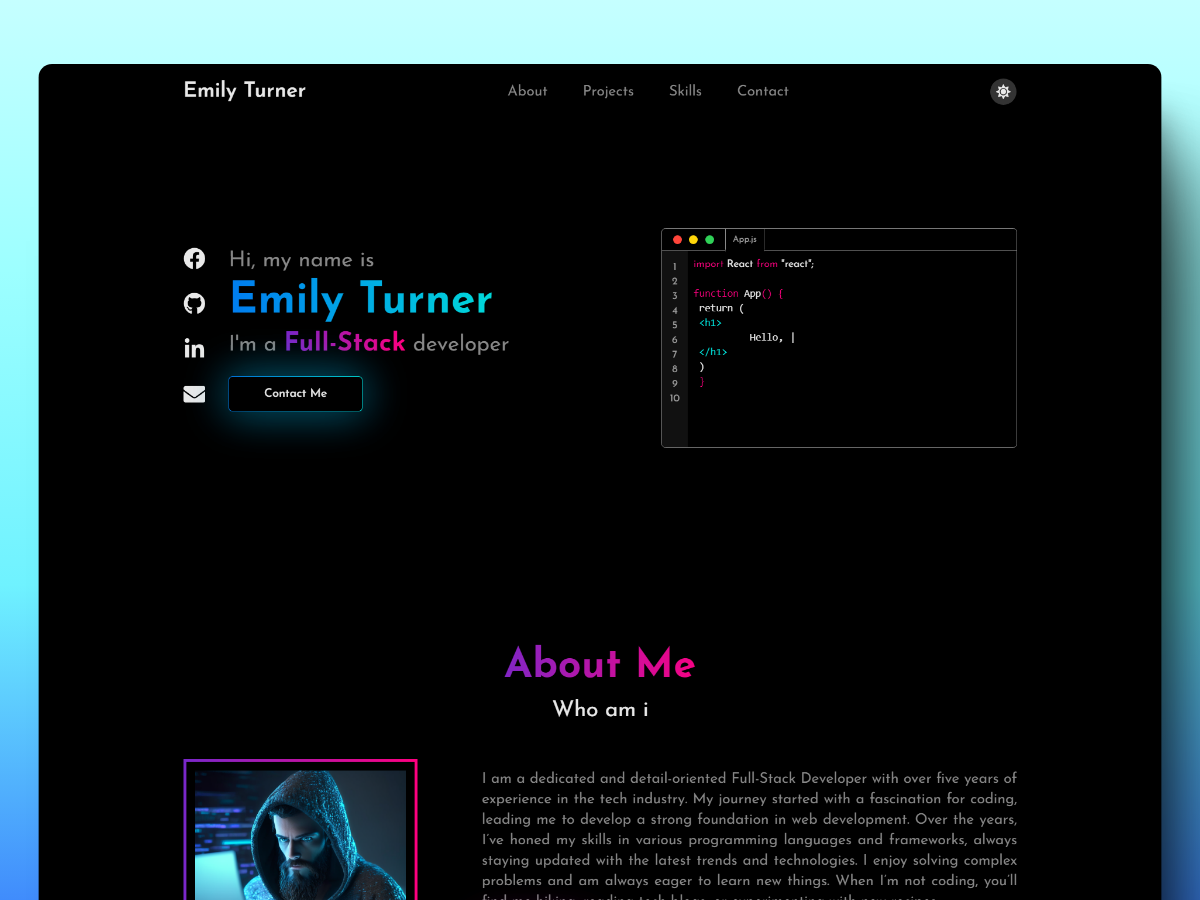 Emily Turner
About Projects Skills Contact
Hi, my name is
Emily Turner
I'm a Full-Stack developer
Contact Me
App.js
1 import React from "react";
2
3 function App() {
4 return (
5 <h1>
6 Hello, |
7 </h1>
8 )
9 }
10
About Me
Who am i
I am a dedicated and detail-oriented Full-Stack Developer with over five years of
experience in the tech industry. My journey started with a fascination for coding,
leading me to develop a strong foundation in web development. Over the years,
I've honed my skills in various programming languages and frameworks, always
staying updated with the latest trends and technologies. I enjoy solving complex
problems and am always eager to learn new things. When I'm not coding, you'll